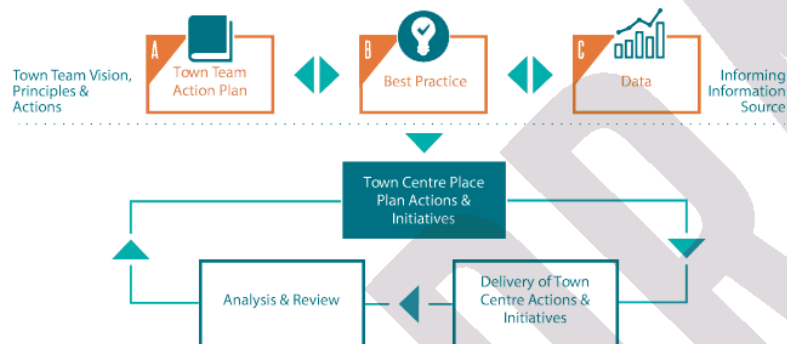 A
Town Team
Action Plan
B
Best Practice
C
Data
Town Team Vision,
Principles &
Actions
Informing
Information
Source
Town Centre Place
Plan Actions &
Initiatives
Analysis & Review
Delivery of Town
Centre Actions &
Initiatives